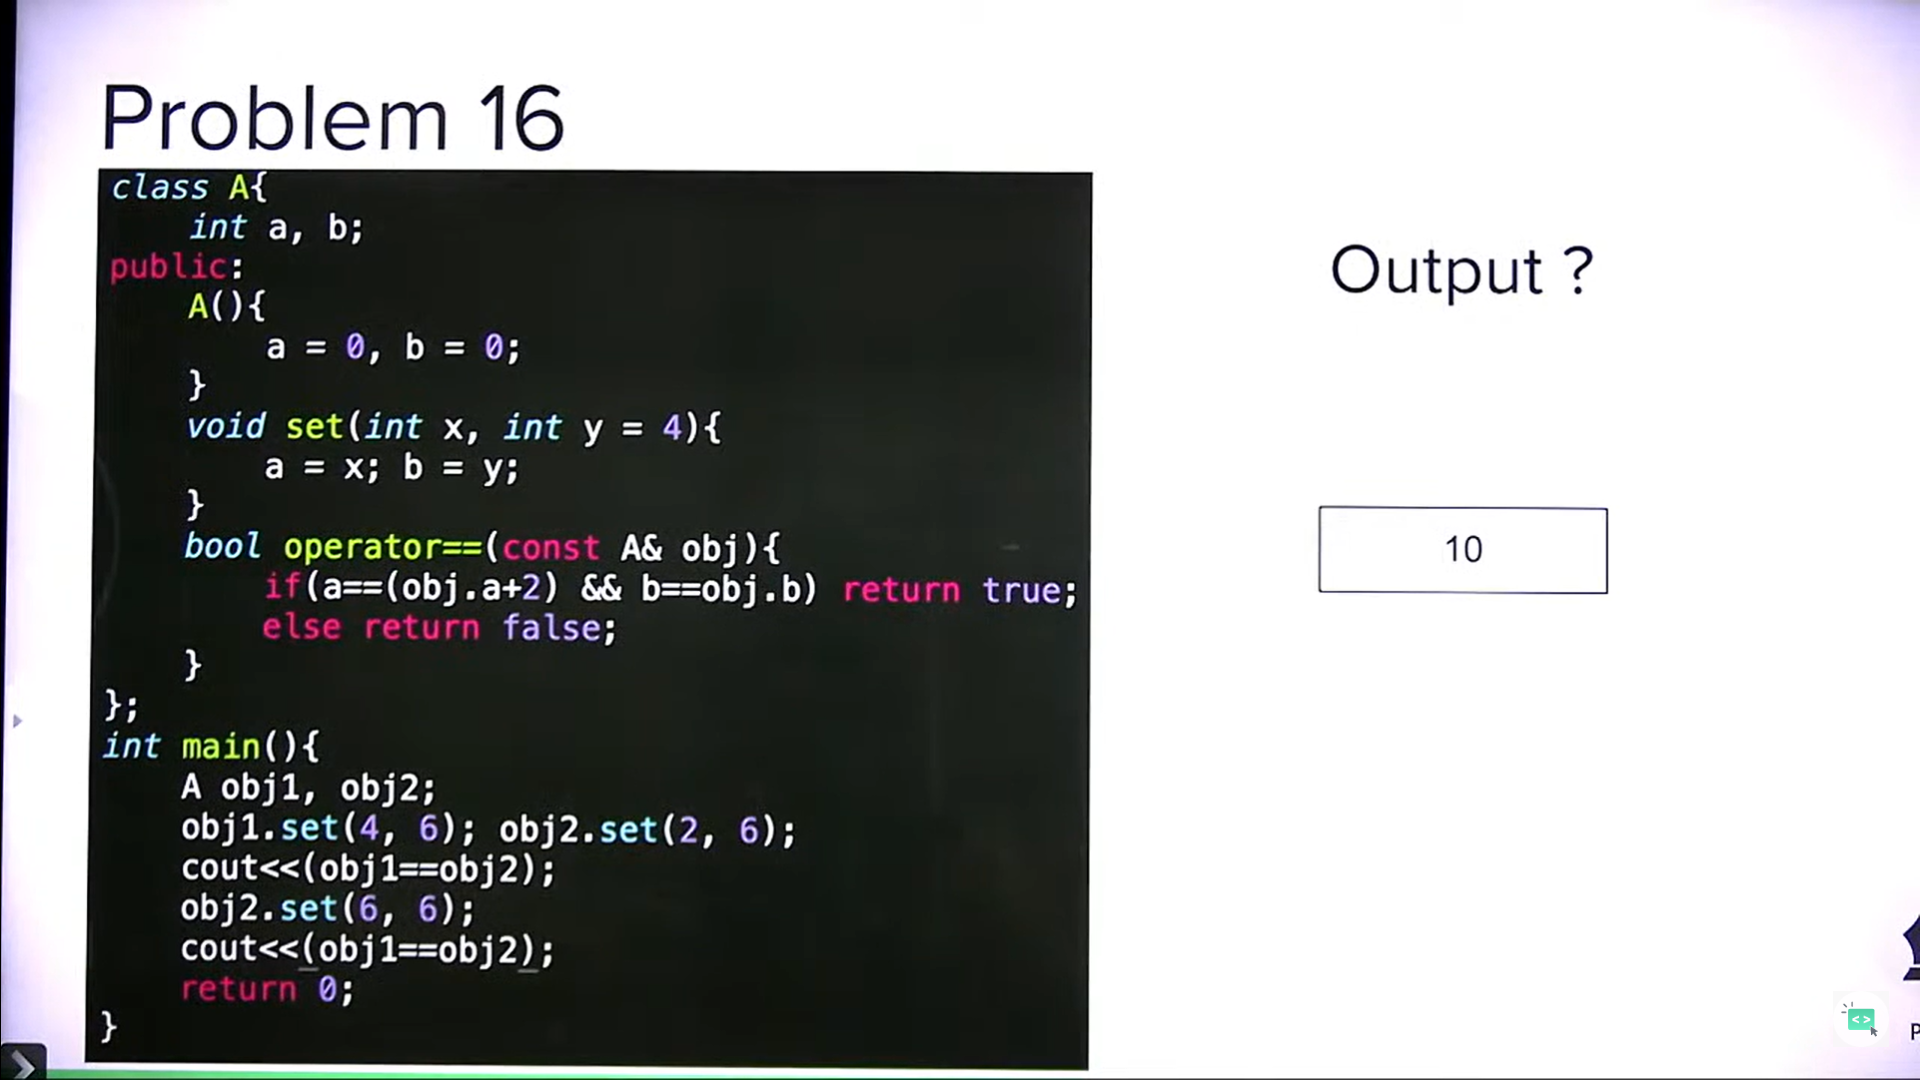 Problem 16
class A{
    int a, b;
public:
    A(){
        a = 0, b = 0;
    }
    void set(int x, int y = 4){
        a = x; b = y;
    }
    bool operator==(const A& obj){
        if(a==(obj.a+2) && b==obj.b) return true;
        else return false;
    }
};
int main(){
    A obj1, obj2;
    obj1.set(4, 6); obj2.set(2, 6);
    cout<<(obj1==obj2);
    obj2.set(6, 6);
    cout<<(obj1==obj2);
    return 0;
}
Output ?
10
<>
P